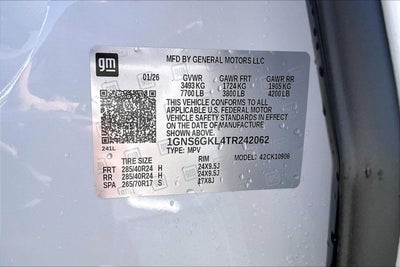 gm
MFD BY GENERAL MOTORS LLC
01/26 GVWR GAWR FRT GAWR RR
3493 KG 1724 KG 1905 KG
7700 LB 3800 LB 4200 LB
THIS VEHICLE CONFORMS TO ALL
APPLICABLE U.S. FEDERAL MOTOR
VEHICLE SAFETY STANDARDS IN EFFECT
ON THE DATE OF MANUFACTURE
241L
1GNS6GKL4TR242062
TYPE: MPV
TIRE SIZE RIM MODEL: 42CK10906
FRT 285/40R24 H 24X9.5J
RR 285/40R24 H 24X9.5J
SPA 265/70R17 S 17X8J